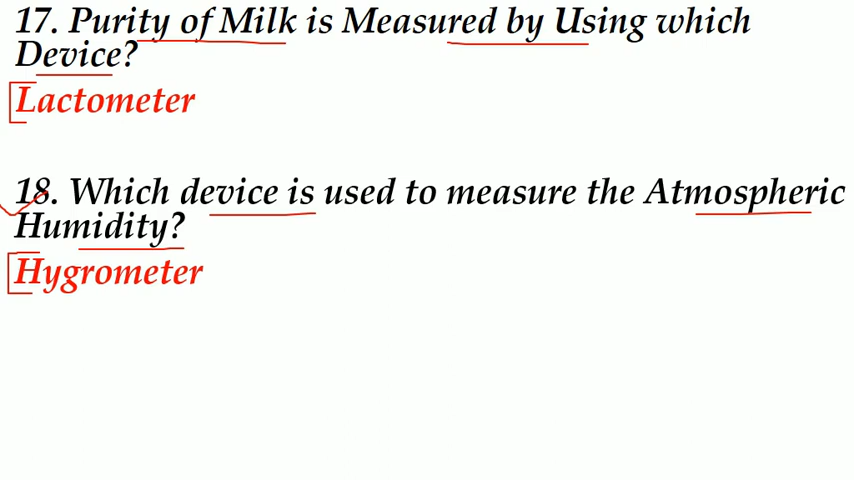 17. Purity of Milk is Measured by Using which
Device?
Lactometer
18. Which device is used to measure the Atmospheric
Humidity?
Hygrometer